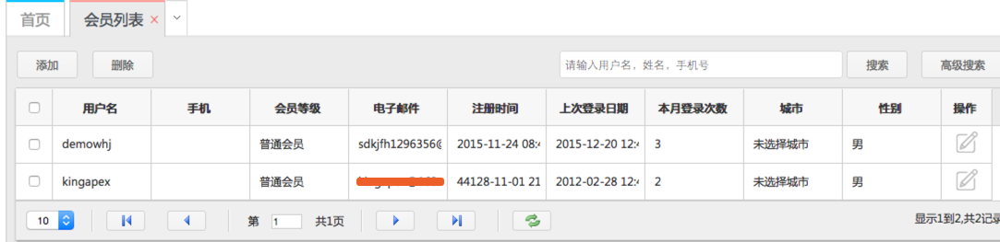 首页 会员列表 ×
添加 删除 请输入用户名，姓名，手机号 搜索 高级搜索
用户名 手机 会员等级 电子邮件 注册时间 上次登录日期 本月登录次数 城市 性别 操作
demowhj 普通会员 sdkjfh1296356@ 2015-11-24 08:4 2015-12-20 12:4 3 未选择城市 男
kingapex 普通会员 44128-11-01 21 2012-02-28 12:4 2 未选择城市 男
10 第 1 共1页 显示1到2,共2记录